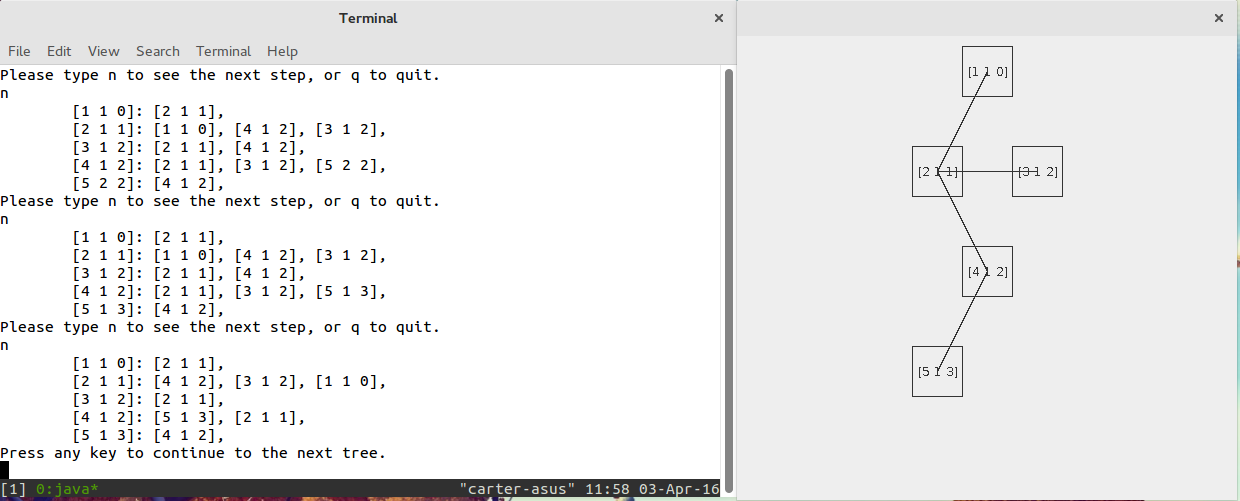 Terminal
File Edit View Search Terminal Help
Please type n to see the next step, or q to quit.
n
[1 1 0]: [2 1 1],
[2 1 1]: [1 1 0], [4 1 2], [3 1 2],
[3 1 2]: [2 1 1], [4 1 2],
[4 1 2]: [2 1 1], [3 1 2], [5 2 2],
[5 2 2]: [4 1 2],
Please type n to see the next step, or q to quit.
n
[1 1 0]: [2 1 1],
[2 1 1]: [1 1 0], [4 1 2], [3 1 2],
[3 1 2]: [2 1 1], [4 1 2],
[4 1 2]: [2 1 1], [3 1 2], [5 1 3],
[5 1 3]: [4 1 2],
Please type n to see the next step, or q to quit.
n
[1 1 0]: [2 1 1],
[2 1 1]: [4 1 2], [3 1 2], [1 1 0],
[3 1 2]: [2 1 1],
[4 1 2]: [5 1 3], [2 1 1],
[5 1 3]: [4 1 2],
Press any key to continue to the next tree.
[1] 0:java* "carter-asus" 11:58 03-Apr-16
[1 1 0]
[2 1 1] [3 1 2]
[4 1 2]
[5 1 3]